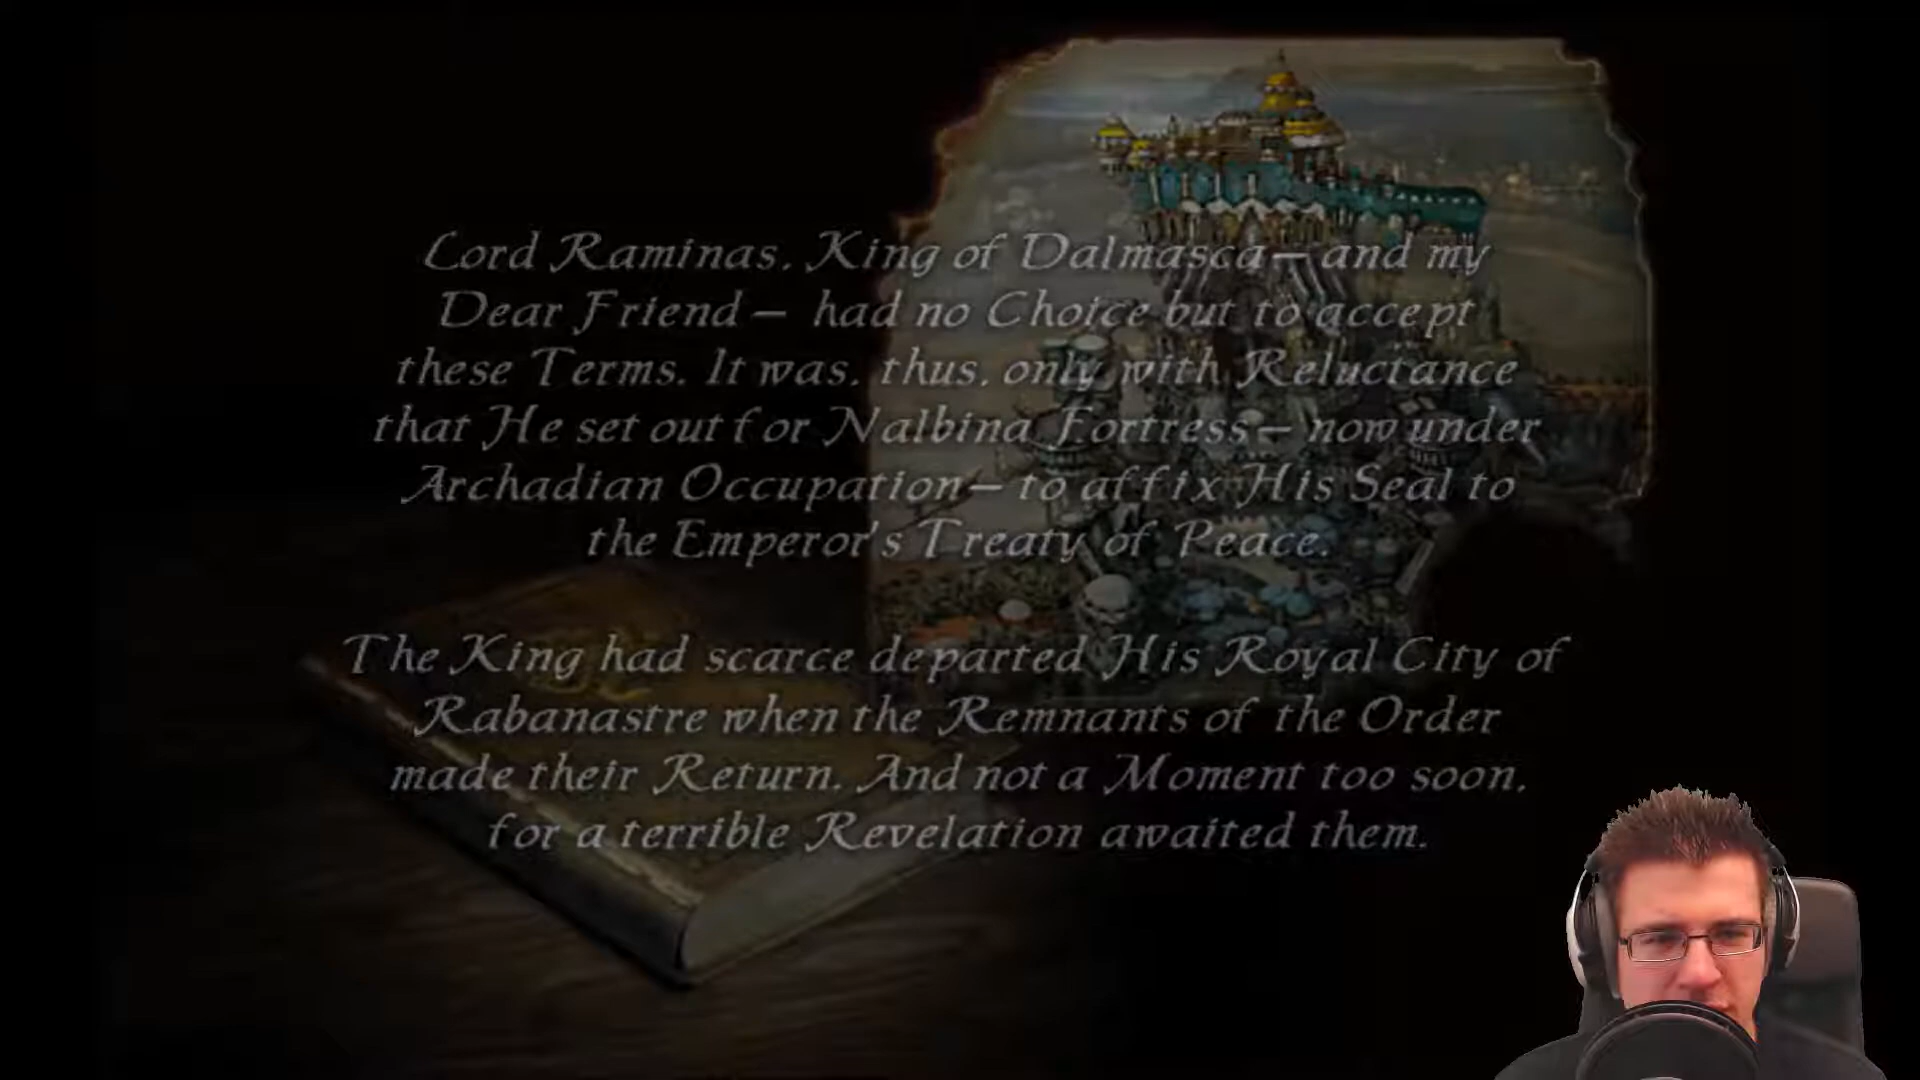 Lord Raminas, King of Dalmasca— and my
Dear Friend — had no Choice but to accept
these Terms. It was, thus, only with Reluctance
that He set out for Nalbina Fortress — now under
Archadian Occupation— to affix His Seal to
the Emperor's Treaty of Peace.
The King had scarce departed His Royal City of
Rabanastre when the Remnants of the Order
made their Return. And not a Moment too soon,
for a terrible Revelation awaited them.